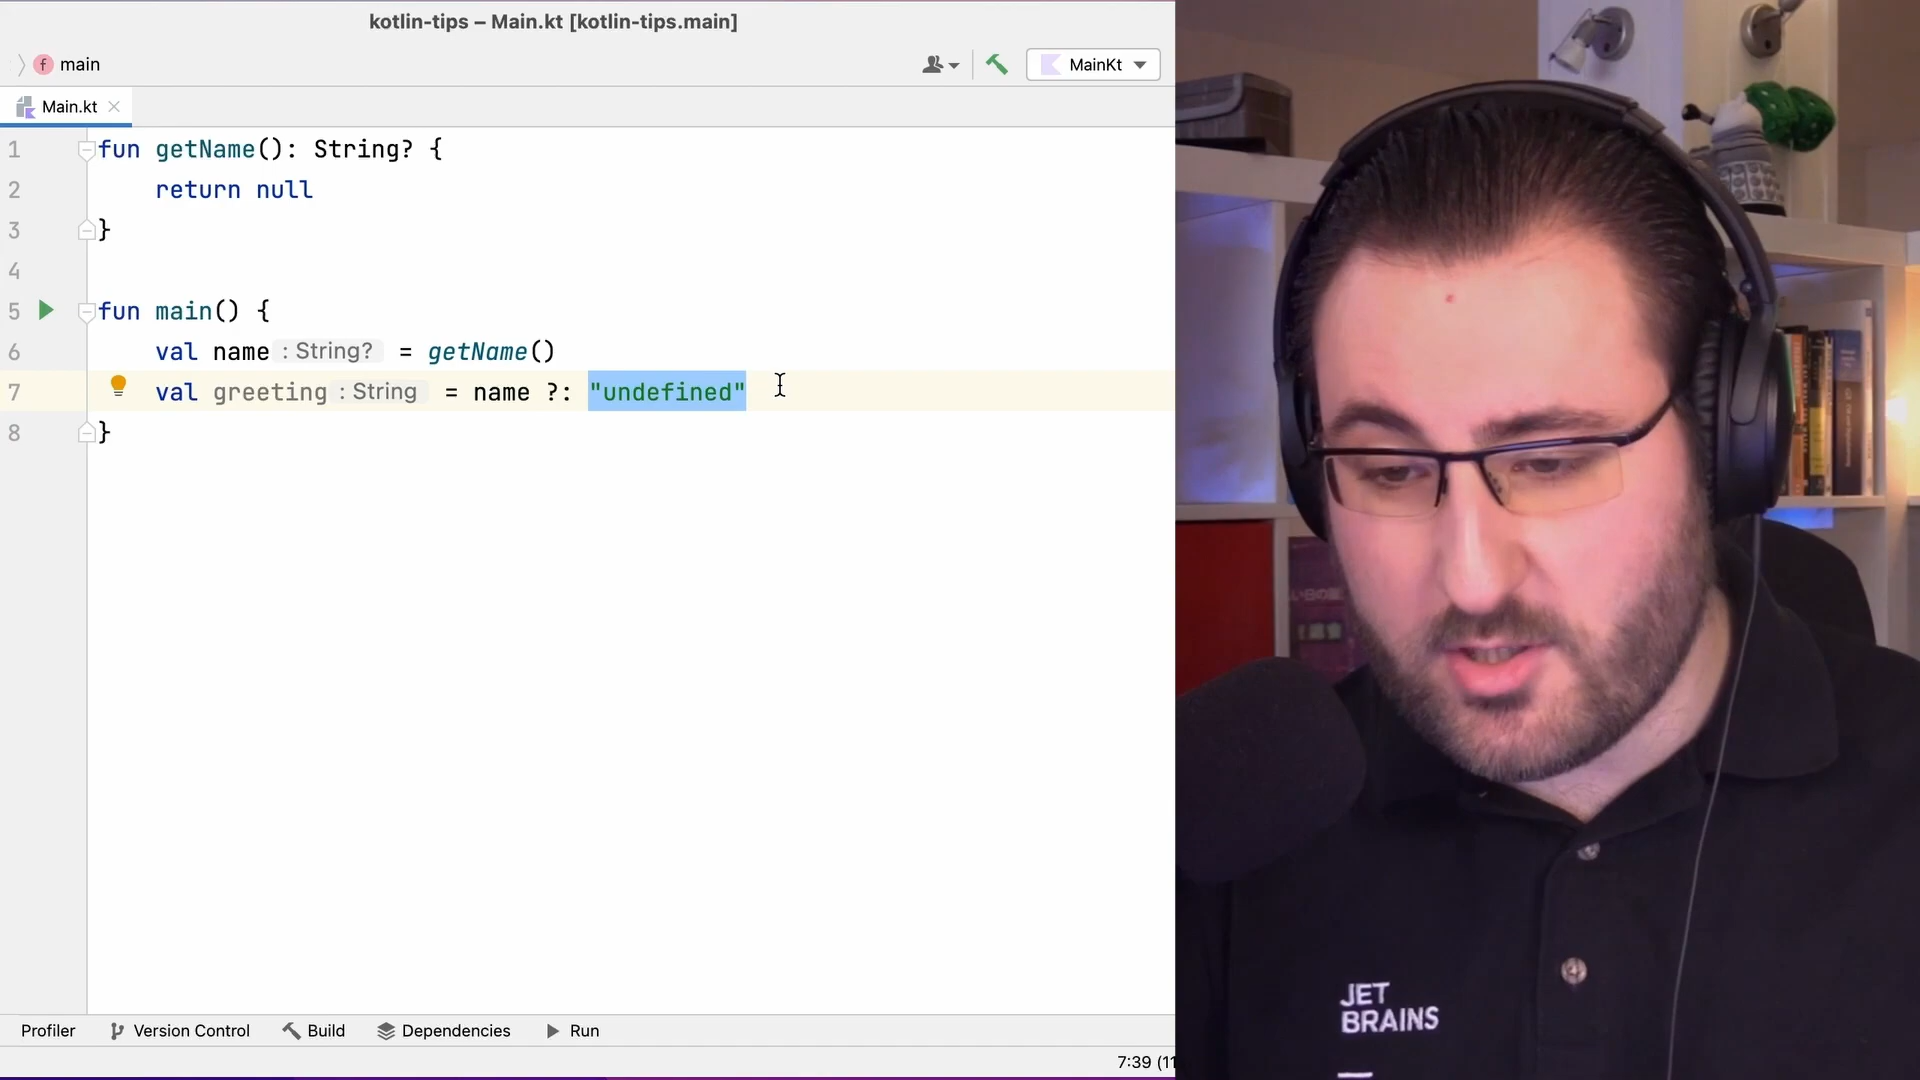 kotlin-tips – Main.kt [kotlin-tips.main]
f main
MainKt
Main.kt
1 fun getName(): String? {
2 return null
3 }
4
5 fun main() {
6 val name : String? = getName()
7 val greeting : String = name ?: "undefined"
8 }
Profiler
Version Control
Build
Dependencies
Run
7:39 (11
JET
BRAINS